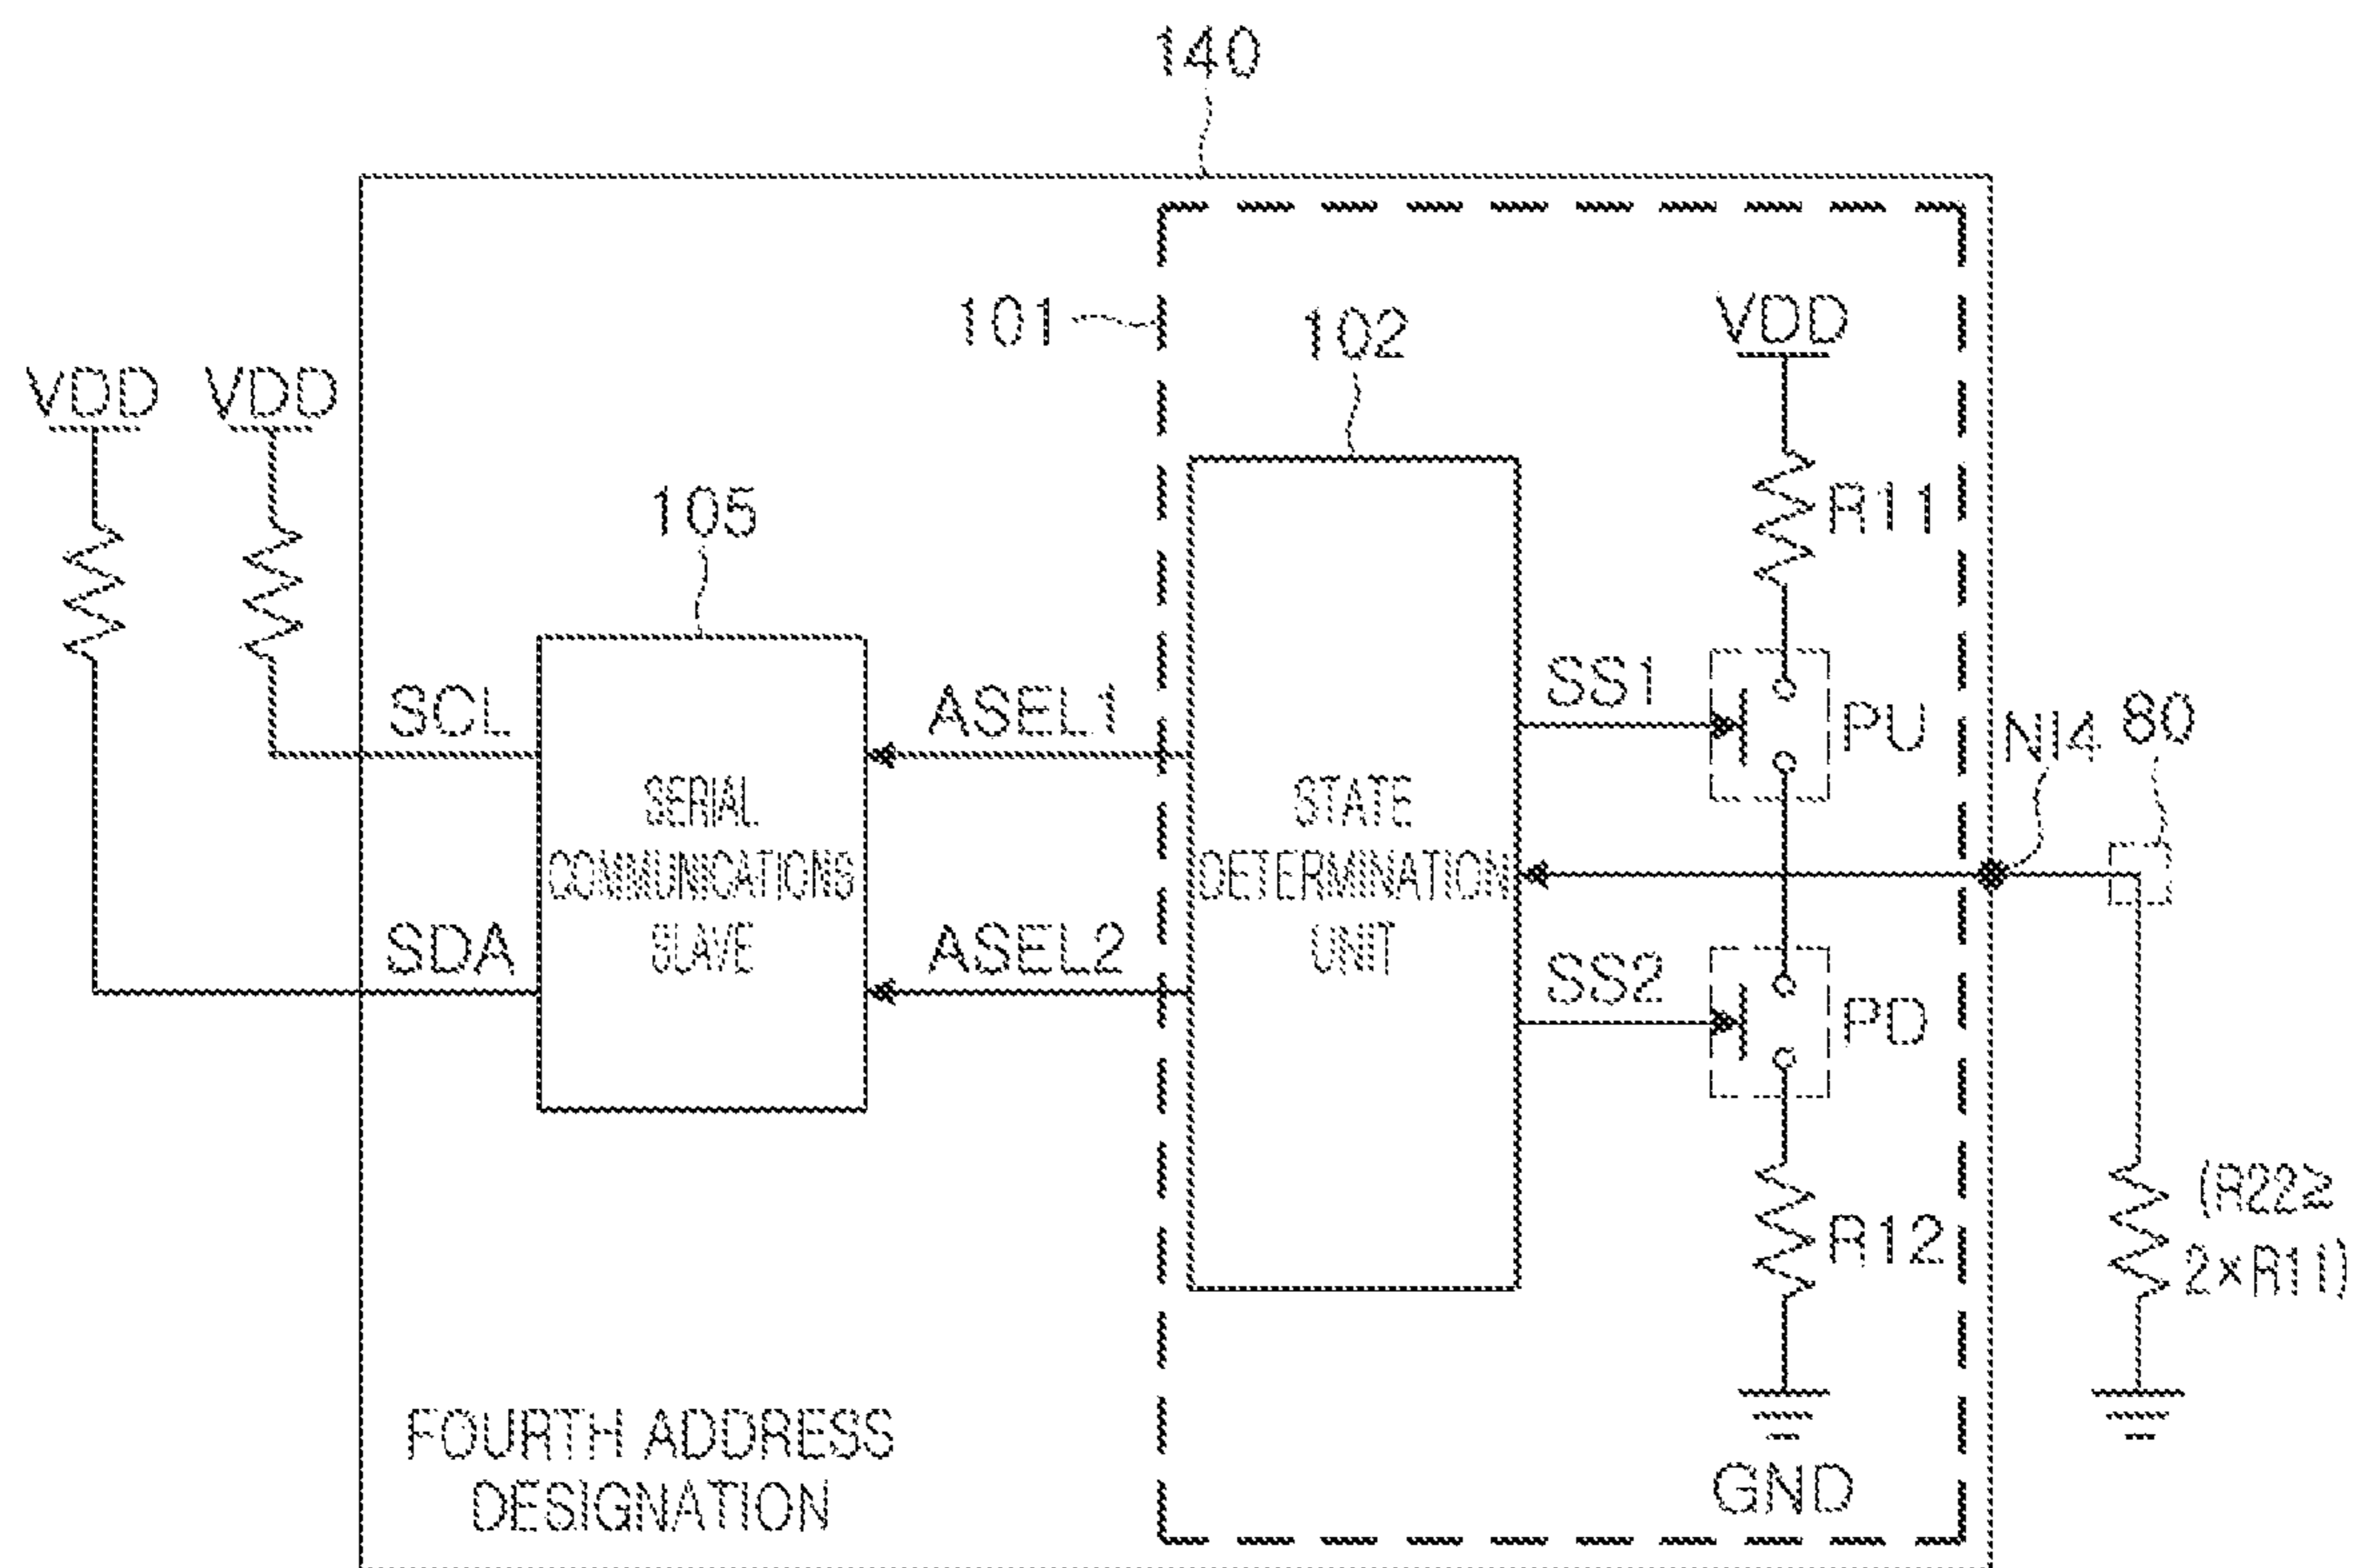 140
101
102
VDD
VDD
VDD
105
R11
SCL
ASEL1
SS1
PU
NI4
80
SERIAL
COMMUNICATIONS
SLAVE
STATE
DETERMINATION
UNIT
SDA
ASEL2
SS2
PD
R12
(R22≥
2×R11)
FOURTH ADDRESS
DESIGNATION
GND